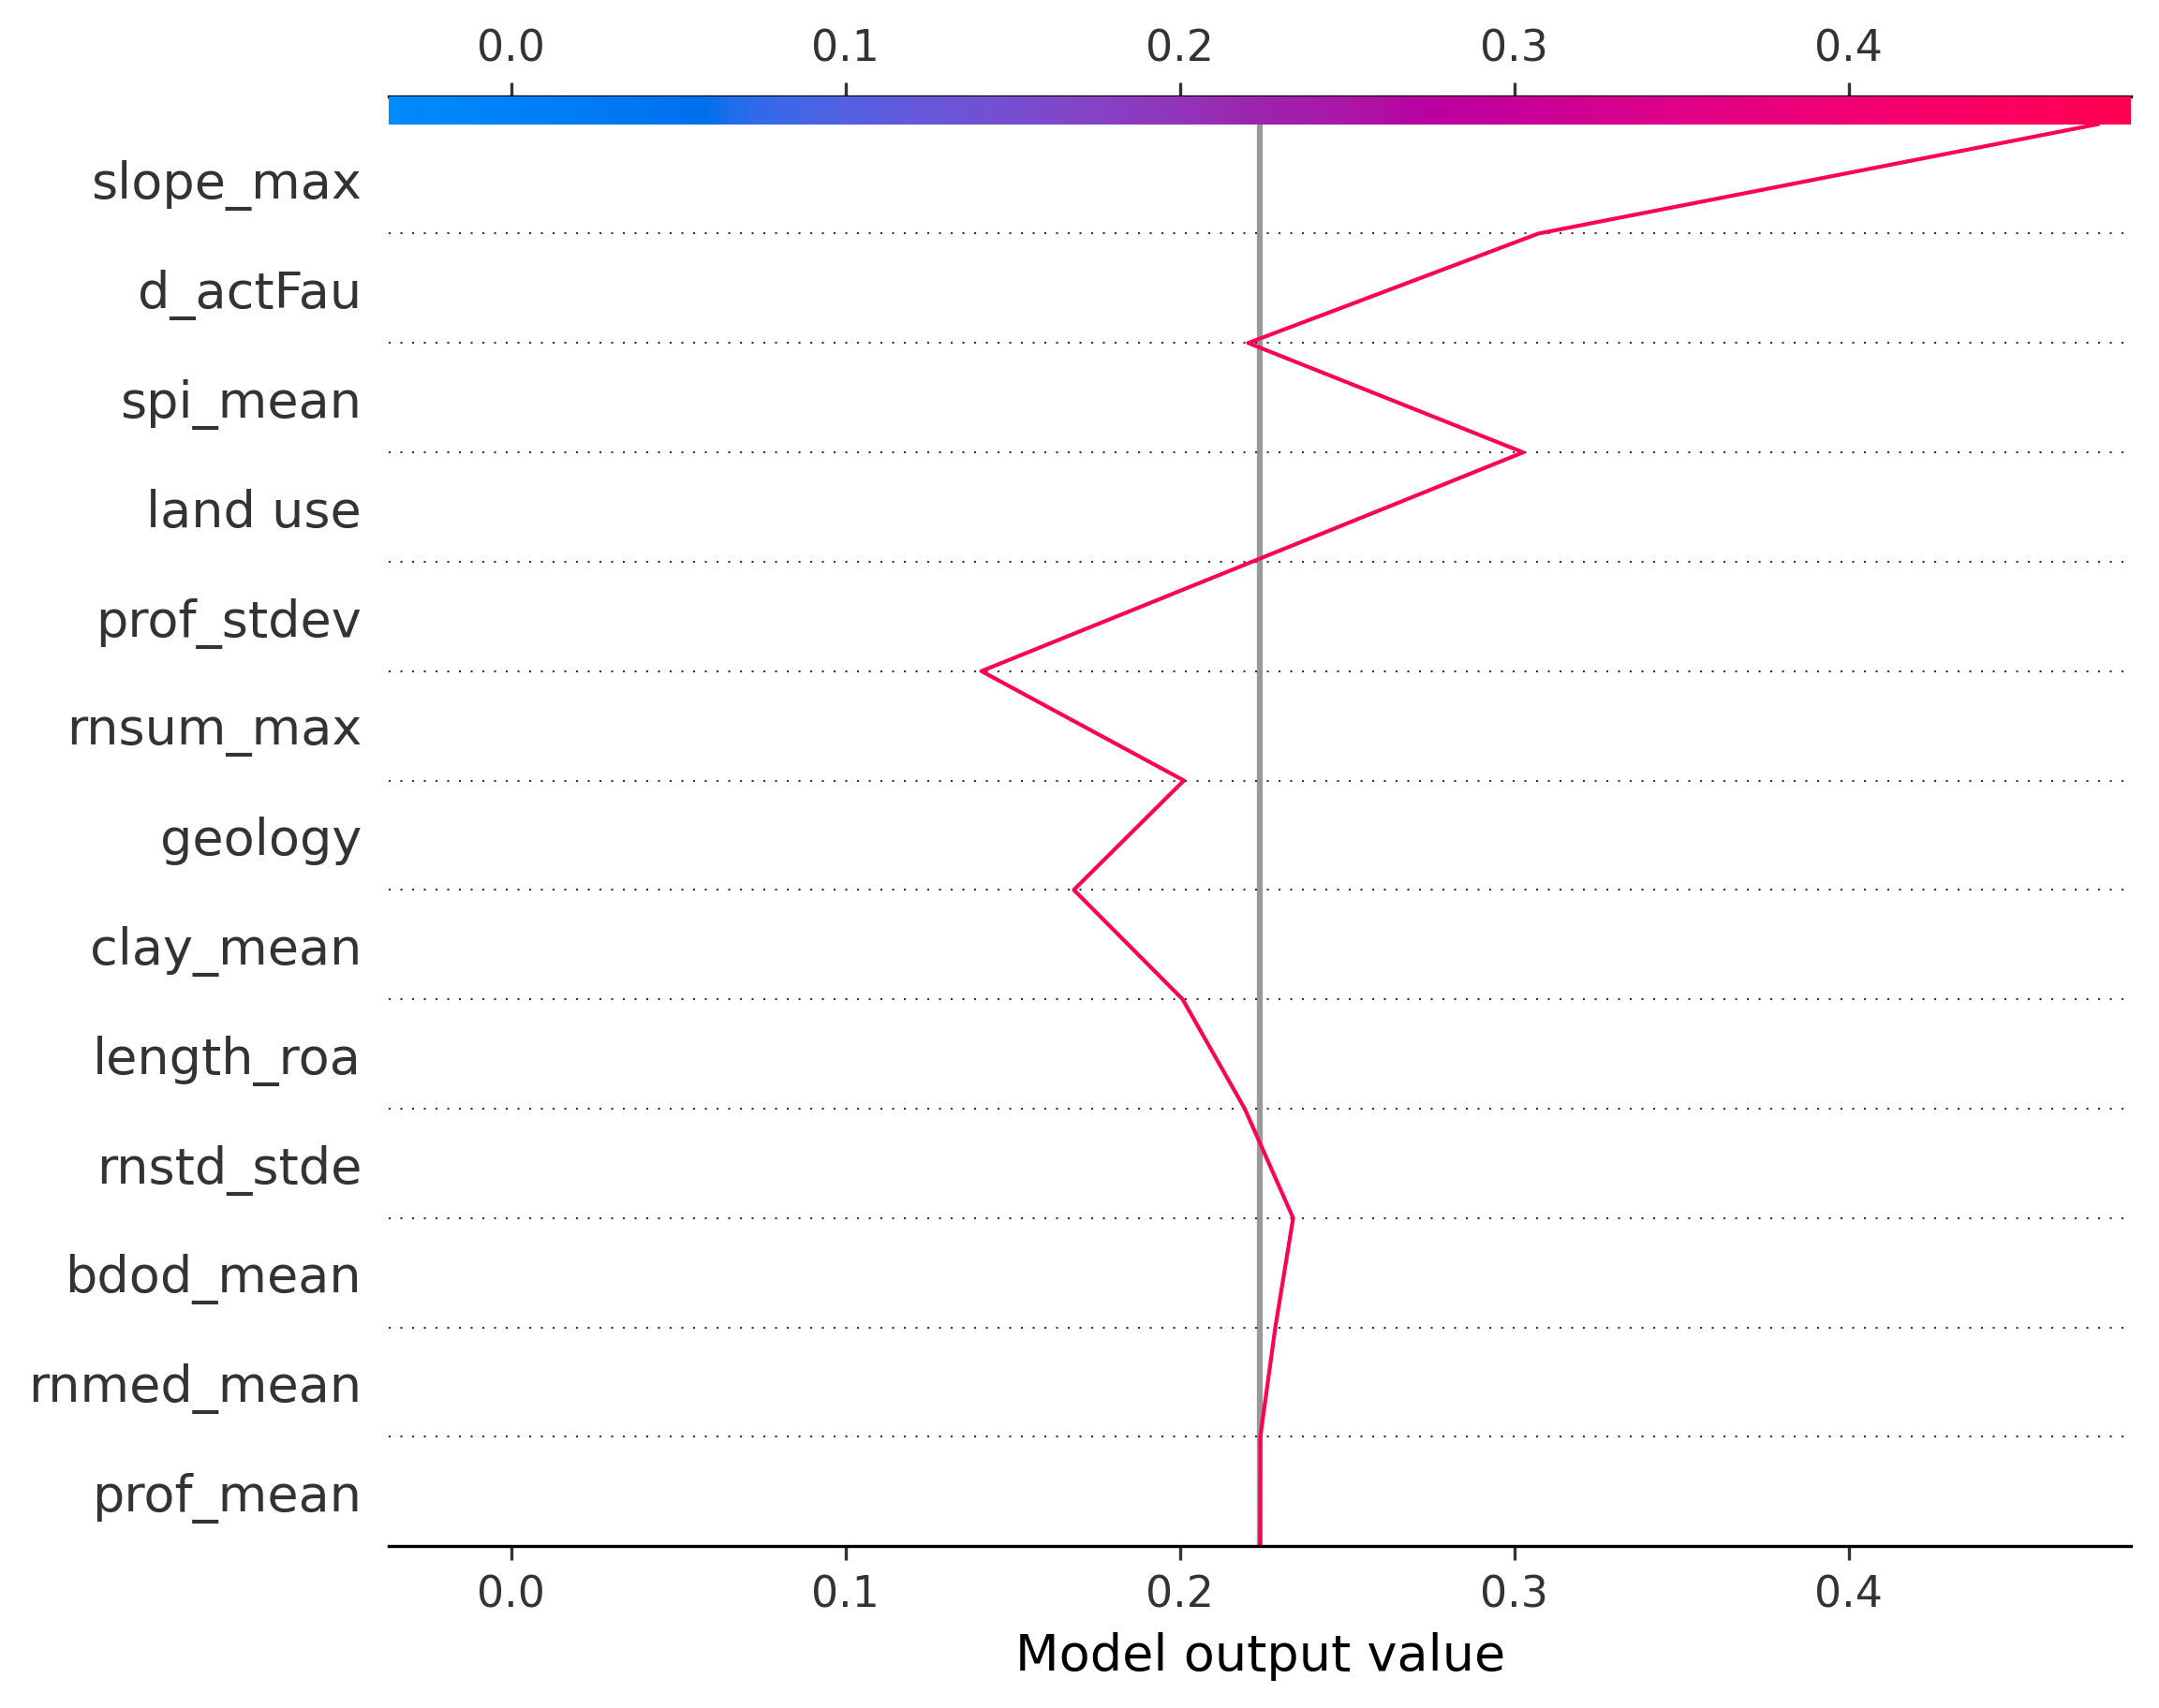 0.0 0.1 0.2 0.3 0.4
slope_max
d_actFau
spi_mean
land use
prof_stdev
rnsum_max
geology
clay_mean
length_roa
rnstd_stde
bdod_mean
rnmed_mean
prof_mean
0.0 0.1 0.2 0.3 0.4
Model output value